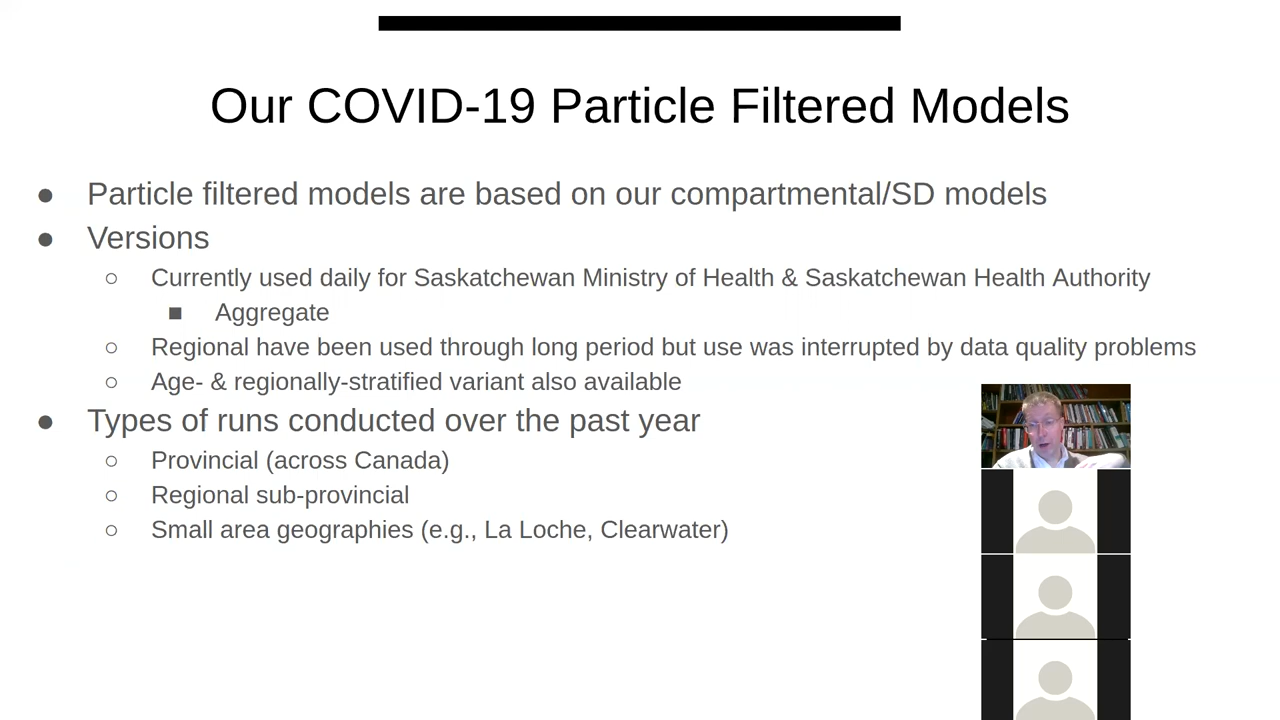 Our COVID-19 Particle Filtered Models
● Particle filtered models are based on our compartmental/SD models
● Versions
○ Currently used daily for Saskatchewan Ministry of Health & Saskatchewan Health Authority
■ Aggregate
○ Regional have been used through long period but use was interrupted by data quality problems
○ Age- & regionally-stratified variant also available
● Types of runs conducted over the past year
○ Provincial (across Canada)
○ Regional sub-provincial
○ Small area geographies (e.g., La Loche, Clearwater)